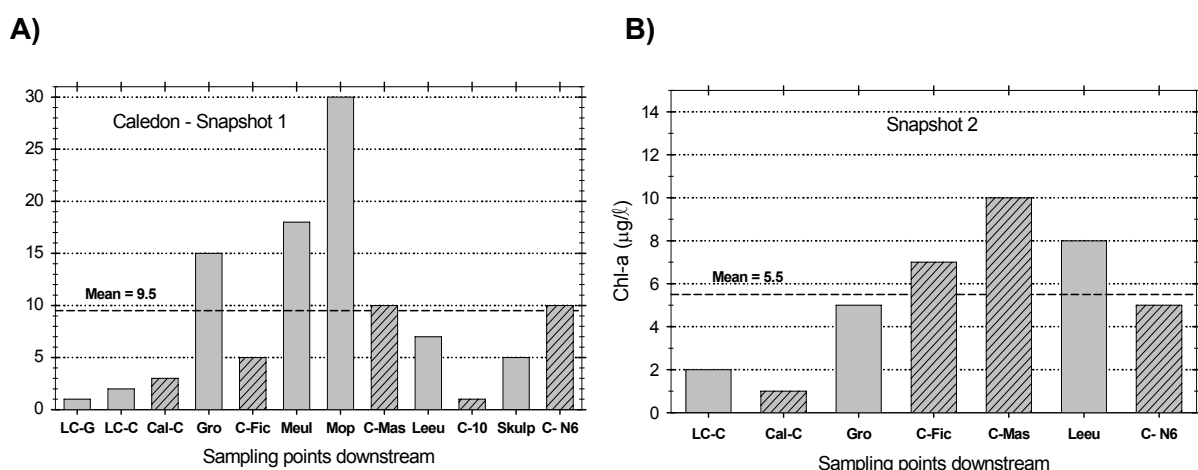 A)
30
25
20
15
10
5
0
Caledon - Snapshot 1
Mean = 9.5
LC-G LC-C Cal-C Gro C-Fic Meul Mop C-Mas Leeu C-10 Skulp C- N6
Sampling points downstream
B)
Chl-a (µg/ℓ)
14
12
10
8
6
4
2
0
Snapshot 2
Mean = 5.5
LC-C Cal-C Gro C-Fic C-Mas Leeu C- N6
Sampling points downstream